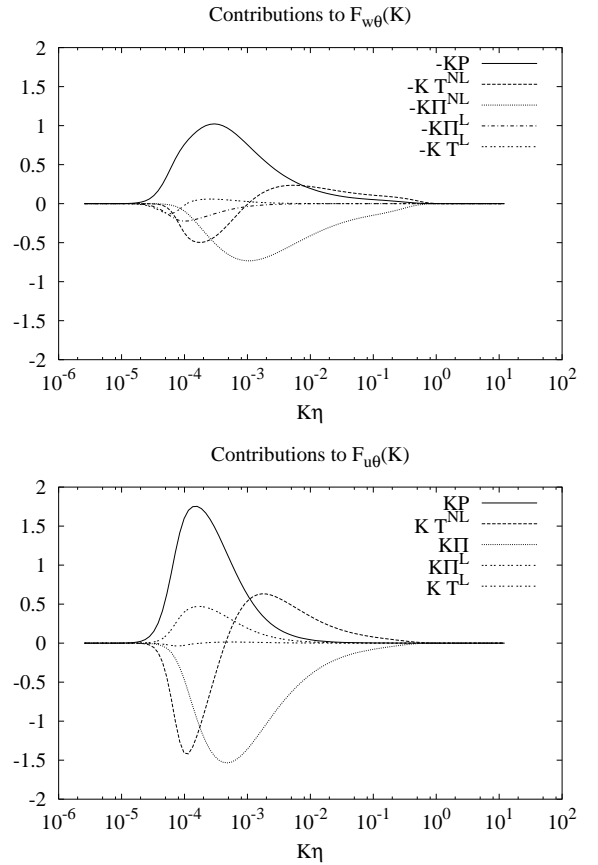 Contributions to F_wθ(K)
2
1.5
1
0.5
0
-0.5
-1
-1.5
-2
-KP
-K T^NL
-KΠ^NL
-KΠ^L
-K T^L
10^-6 10^-5 10^-4 10^-3 10^-2 10^-1 10^0 10^1 10^2
Kη
Contributions to F_uθ(K)
2
1.5
1
0.5
0
-0.5
-1
-1.5
-2
KP
K T^NL
KΠ
KΠ^L
K T^L
10^-6 10^-5 10^-4 10^-3 10^-2 10^-1 10^0 10^1 10^2
Kη